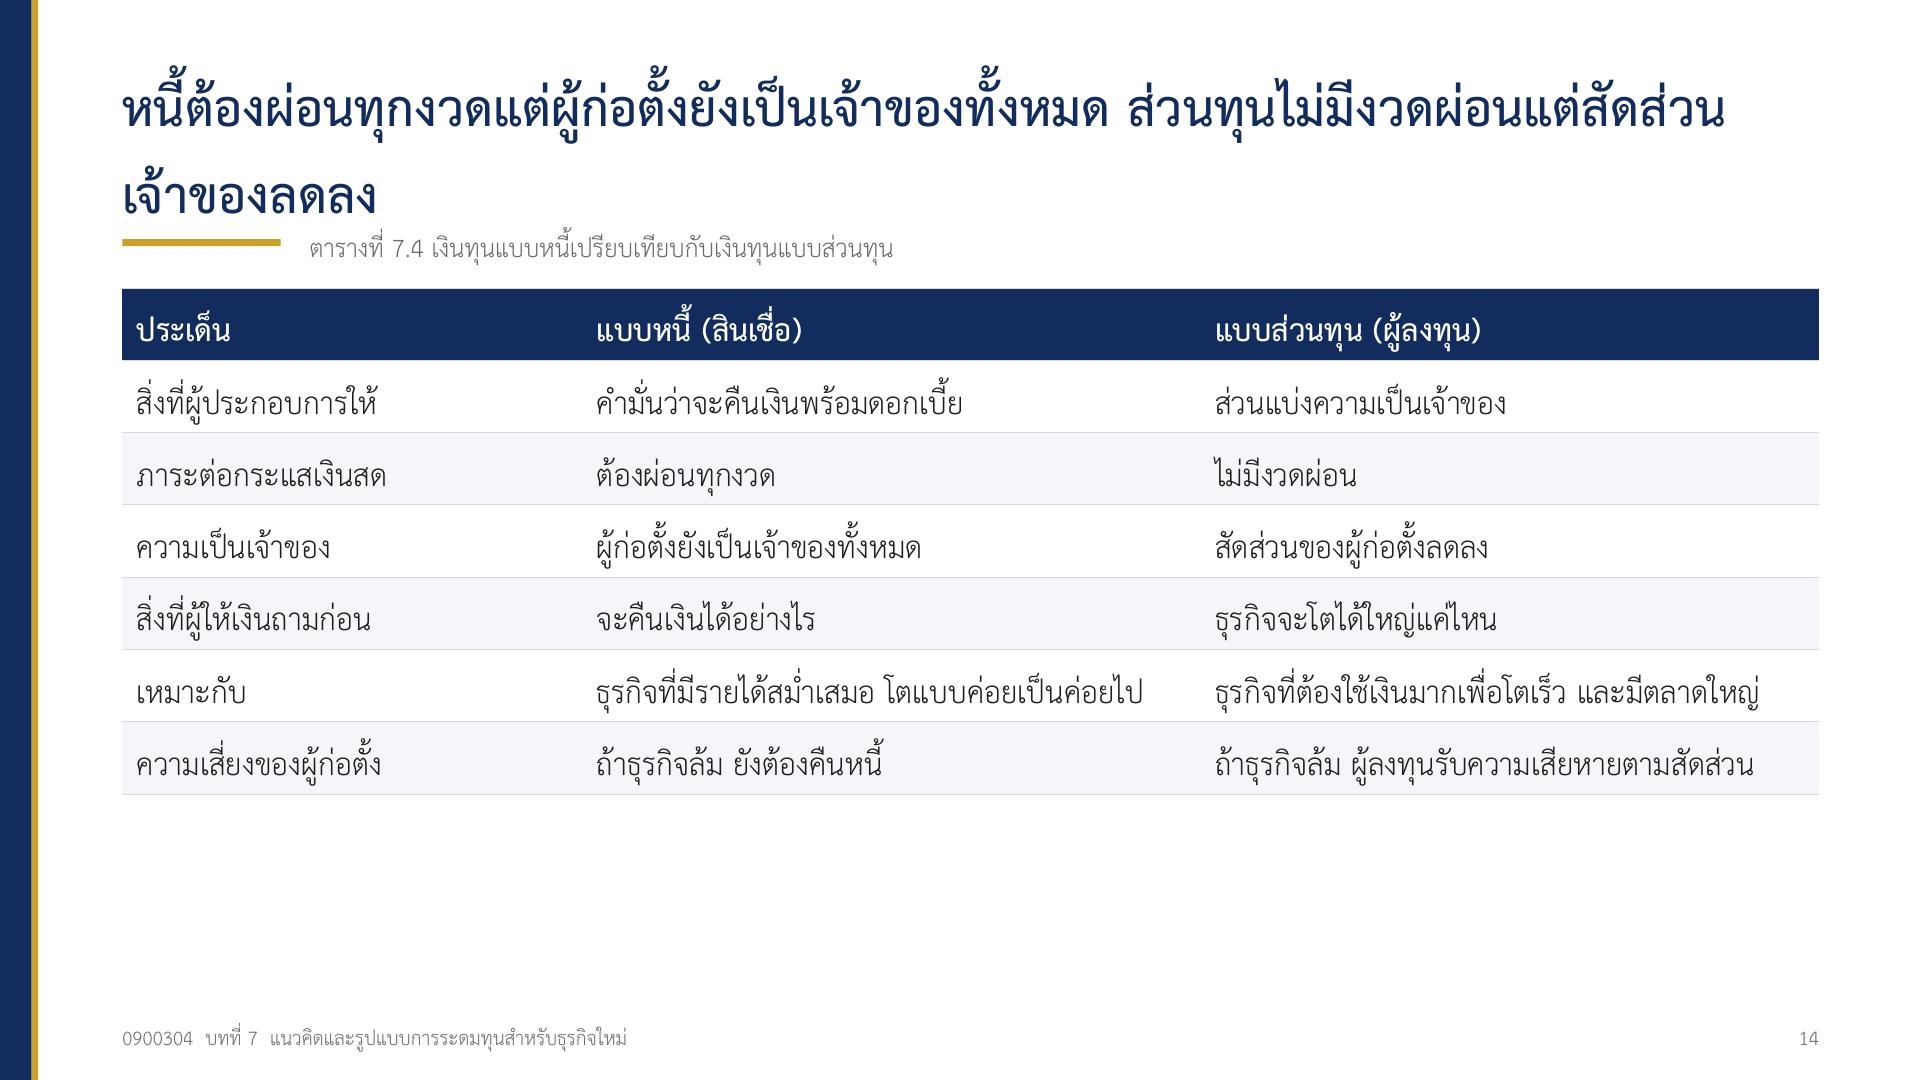 หนี้ต้องผ่อนทุกงวดแต่ผู้ก่อตั้งยังเป็นเจ้าของทั้งหมด ส่วนทุนไม่มีงวดผ่อนแต่สัดส่วน
เจ้าของลดลง
ตารางที่ 7.4 เงินทุนแบบหนี้เปรียบเทียบกับเงินทุนแบบส่วนทุน
ประเด็น แบบหนี้ (สินเชื่อ) แบบส่วนทุน (ผู้ลงทุน)
สิ่งที่ผู้ประกอบการให้ คำมั่นว่าจะคืนเงินพร้อมดอกเบี้ย ส่วนแบ่งความเป็นเจ้าของ
ภาระต่อกระแสเงินสด ต้องผ่อนทุกงวด ไม่มีงวดผ่อน
ความเป็นเจ้าของ ผู้ก่อตั้งยังเป็นเจ้าของทั้งหมด สัดส่วนของผู้ก่อตั้งลดลง
สิ่งที่ผู้ให้เงินถามก่อน จะคืนเงินได้อย่างไร ธุรกิจจะโตได้ใหญ่แค่ไหน
เหมาะกับ ธุรกิจที่มีรายได้สม่ำเสมอ โตแบบค่อยเป็นค่อยไป ธุรกิจที่ต้องใช้เงินมากเพื่อโตเร็ว และมีตลาดใหญ่
ความเสี่ยงของผู้ก่อตั้ง ถ้าธุรกิจล้ม ยังต้องคืนหนี้ ถ้าธุรกิจล้ม ผู้ลงทุนรับความเสียหายตามสัดส่วน
0900304 บทที่ 7 แนวคิดและรูปแบบการระดมทุนสำหรับธุรกิจใหม่ 14